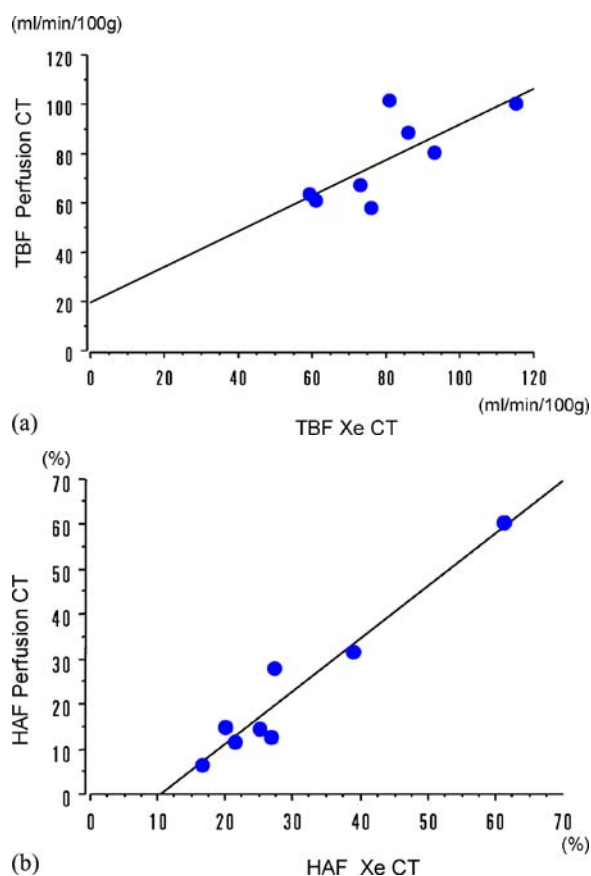 (ml/min/100g)
120
100
80
60
40
20
0
TBF Perfusion CT
0 20 40 60 80 100 120
(ml/min/100g)
(a)
TBF Xe CT
(%)
70
60
50
40
30
20
10
0
HAF Perfusion CT
0 10 20 30 40 50 60 70
(%)
(b)
HAF Xe CT